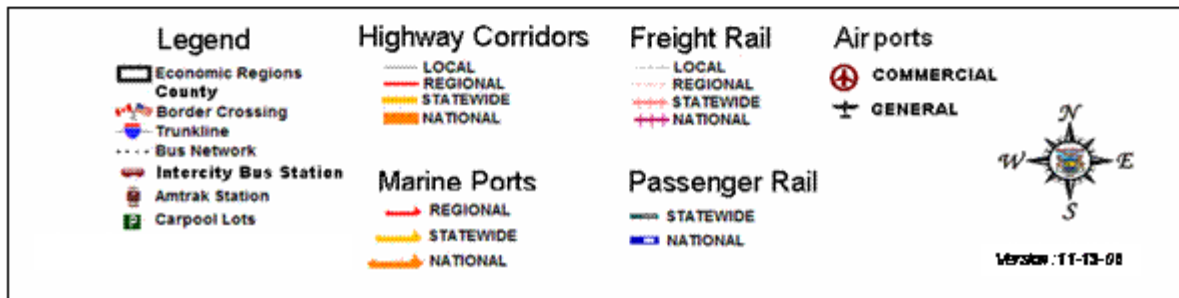 Legend
Economic Regions
County
Border Crossing
Trunkline
Bus Network
Intercity Bus Station
Amtrak Station
Carpool Lots
Highway Corridors
LOCAL
REGIONAL
STATEWIDE
NATIONAL
Marine Ports
REGIONAL
STATEWIDE
NATIONAL
Freight Rail
LOCAL
REGIONAL
STATEWIDE
NATIONAL
Passenger Rail
STATEWIDE
NATIONAL
Airports
COMMERCIAL
GENERAL
N
W E
S
Version :